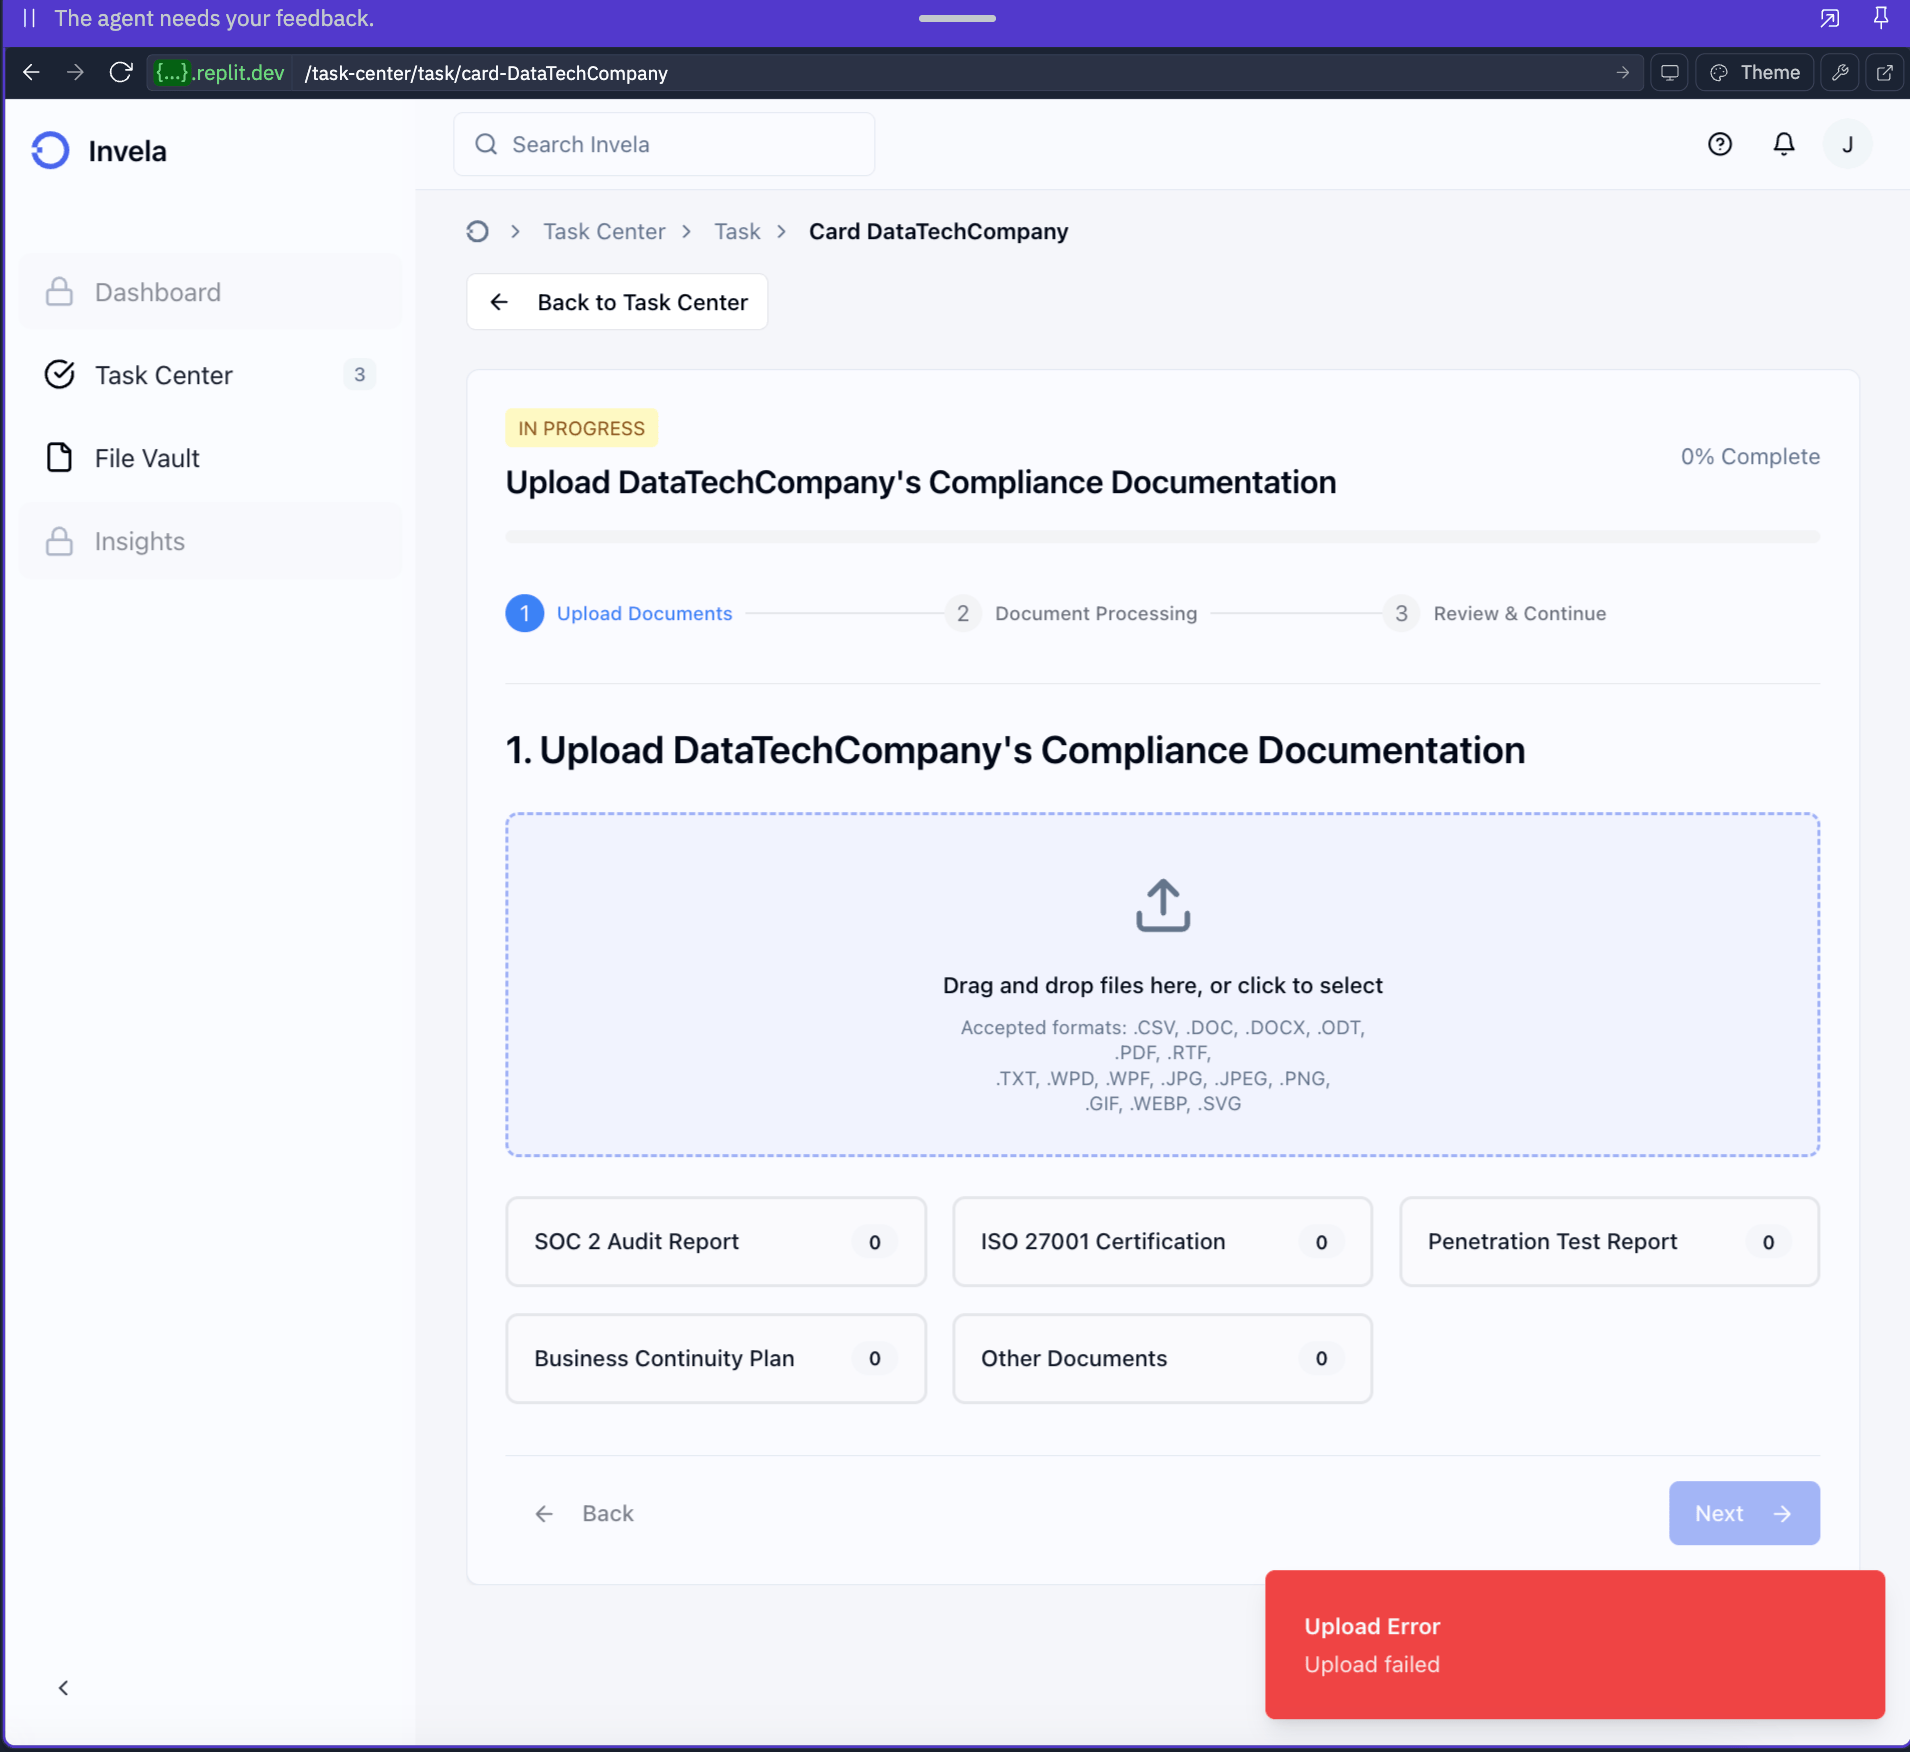 The agent needs your feedback.
{...}.replit.dev /task-center/task/card-DataTechCompany
Theme
Invela
Search Invela
J
Task Center > Task > Card DataTechCompany
Back to Task Center
Dashboard
Task Center 3
File Vault
Insights
IN PROGRESS
0% Complete
Upload DataTechCompany's Compliance Documentation
1 Upload Documents
2 Document Processing
3 Review & Continue
1. Upload DataTechCompany's Compliance Documentation
Drag and drop files here, or click to select
Accepted formats: .CSV, .DOC, .DOCX, .ODT,
.PDF, .RTF,
.TXT, .WPD, .WPF, .JPG, .JPEG, .PNG,
.GIF, .WEBP, .SVG
SOC 2 Audit Report 0
ISO 27001 Certification 0
Penetration Test Report 0
Business Continuity Plan 0
Other Documents 0
Back
Next
Upload Error
Upload failed